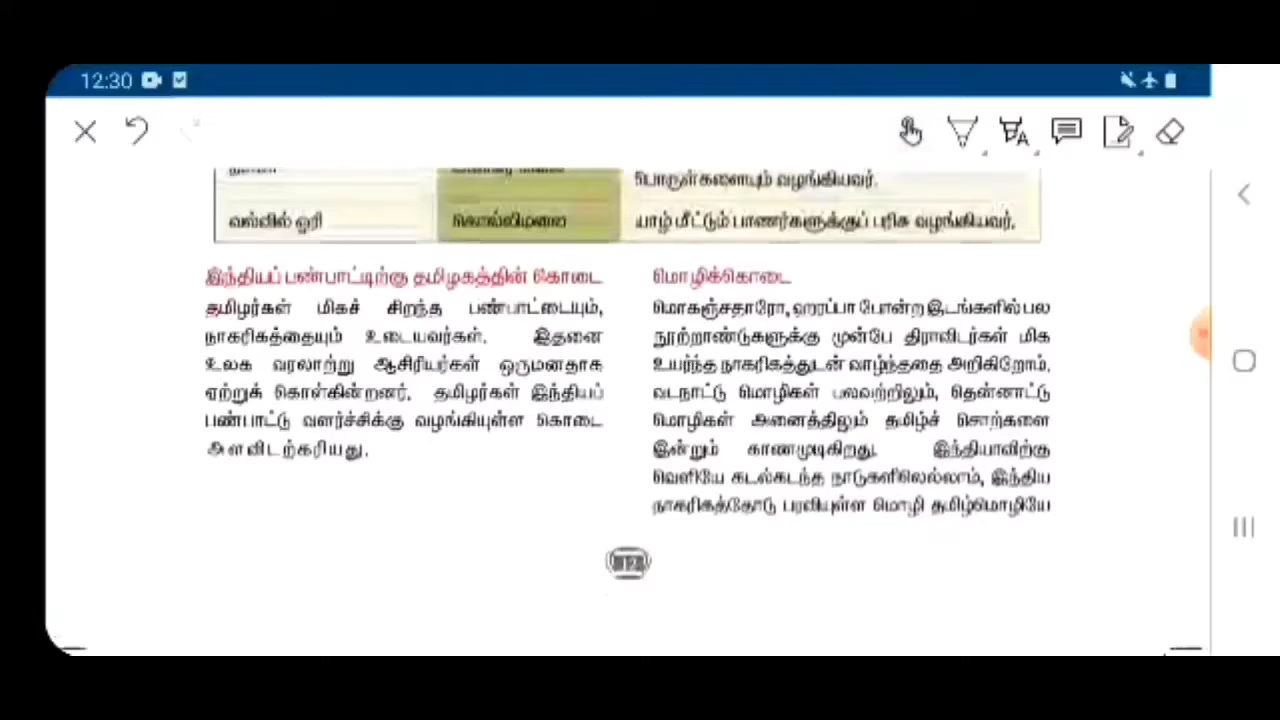 12:30
பொருள்களையும் வழங்கியவர்.
வல்வில் ஓரி கொல்லிமலை யாழ் மீட்டும் பாணர்களுக்குப் பரிசு வழங்கியவர்.
இந்தியப் பண்பாட்டிற்கு தமிழகத்தின் கொடை
தமிழர்கள் மிகச் சிறந்த பண்பாட்டையும்,
நாகரிகத்தையும் உடையவர்கள். இதனை
உலக வரலாற்று ஆசிரியர்கள் ஒருமனதாக
ஏற்றுக் கொள்கின்றனர். தமிழர்கள் இந்தியப்
பண்பாட்டு வளர்ச்சிக்கு வழங்கியுள்ள கொடை
அளவிடற்கரியது.
மொழிக்கொடை
மொகஞ்சதாரோ, ஹரப்பா போன்ற இடங்களில் பல
நூற்றாண்டுகளுக்கு முன்பே திராவிடர்கள் மிக
உயர்ந்த நாகரிகத்துடன் வாழ்ந்ததை அறிகிறோம்.
வடநாட்டு மொழிகள் பலவற்றிலும், தென்னாட்டு
மொழிகள் அனைத்திலும் தமிழ்ச் சொற்களை
இன்றும் காணமுடிகிறது. இந்தியாவிற்கு
வெளியே கடல்கடந்த நாடுகளிலெல்லாம், இந்திய
நாகரிகத்தோடு பரவியுள்ள மொழி தமிழ்மொழியே